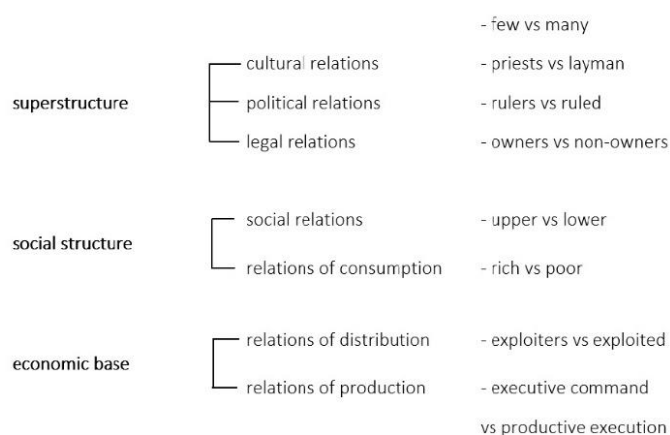 - few vs many
cultural relations - priests vs layman
superstructure political relations - rulers vs ruled
legal relations - owners vs non-owners
social relations - upper vs lower
social structure
relations of consumption - rich vs poor
relations of distribution - exploiters vs exploited
economic base
relations of production - executive command
vs productive execution